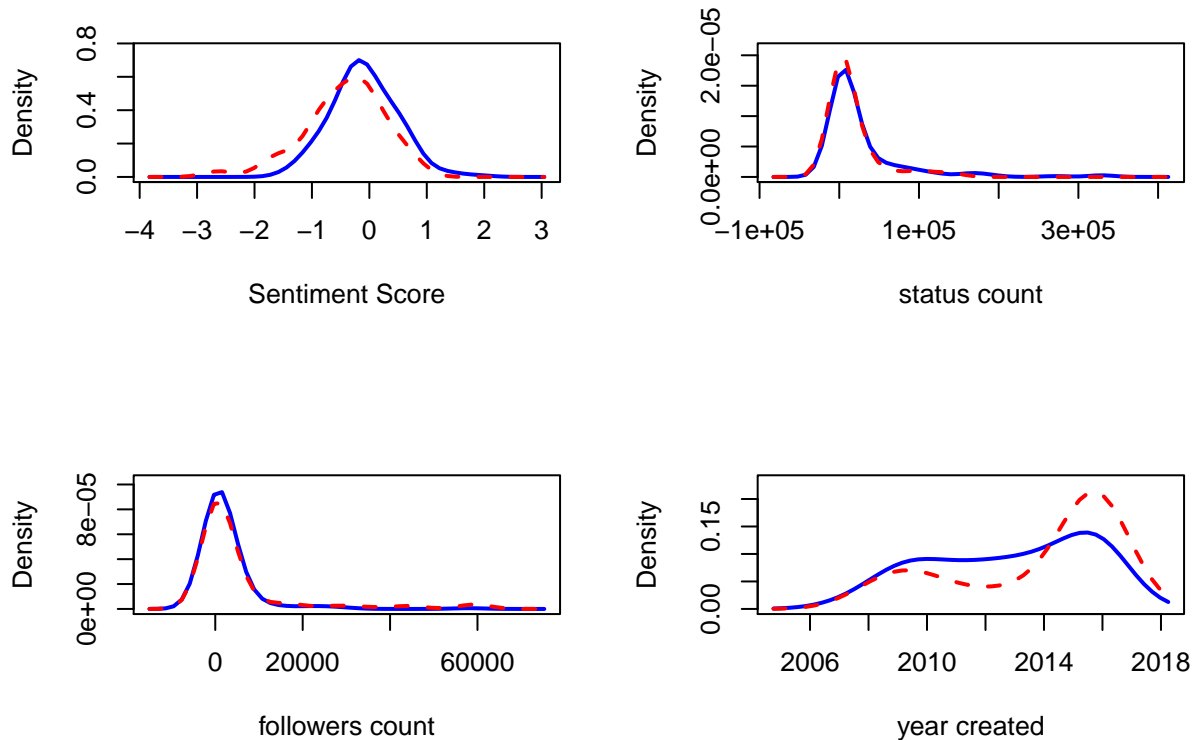 Density
0.0 0.4 0.8
−4 −3 −2 −1 0 1 2 3
Sentiment Score
Density
0.0e+00 2.0e−05
−1e+05 1e+05 3e+05
status count
Density
0e+00 8e−05
0 20000 60000
followers count
Density
0.00 0.15
2006 2010 2014 2018
year created